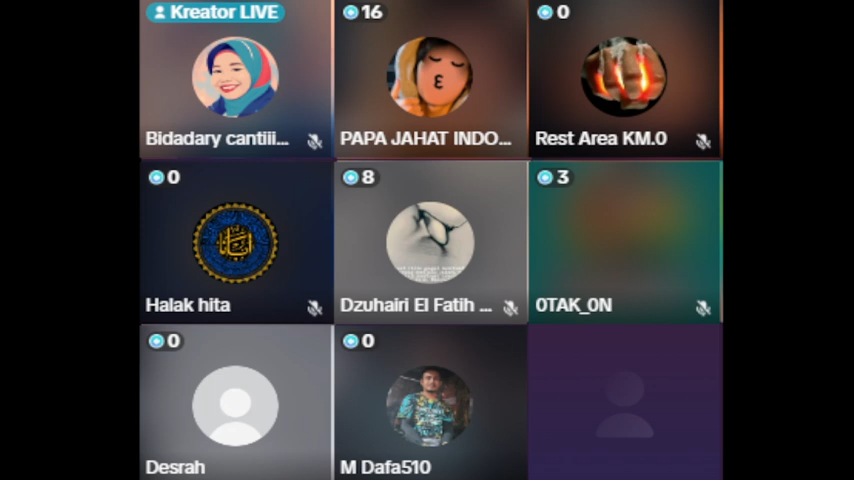 Kreator LIVE
16
0
Bidadary cantiii...
PAPA JAHAT INDO...
Rest Area KM.0
0
8
3
Halak hita
Dzuhairi El Fatih ...
0TAK_0N
0
0
Desrah
M Dafa510